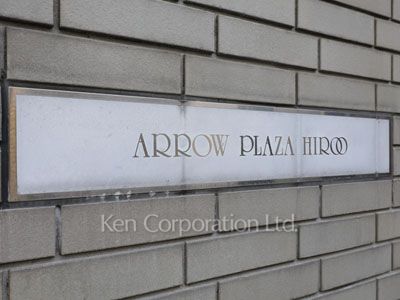 ARROW PLAZA HIROO
Ken Corporation Ltd.